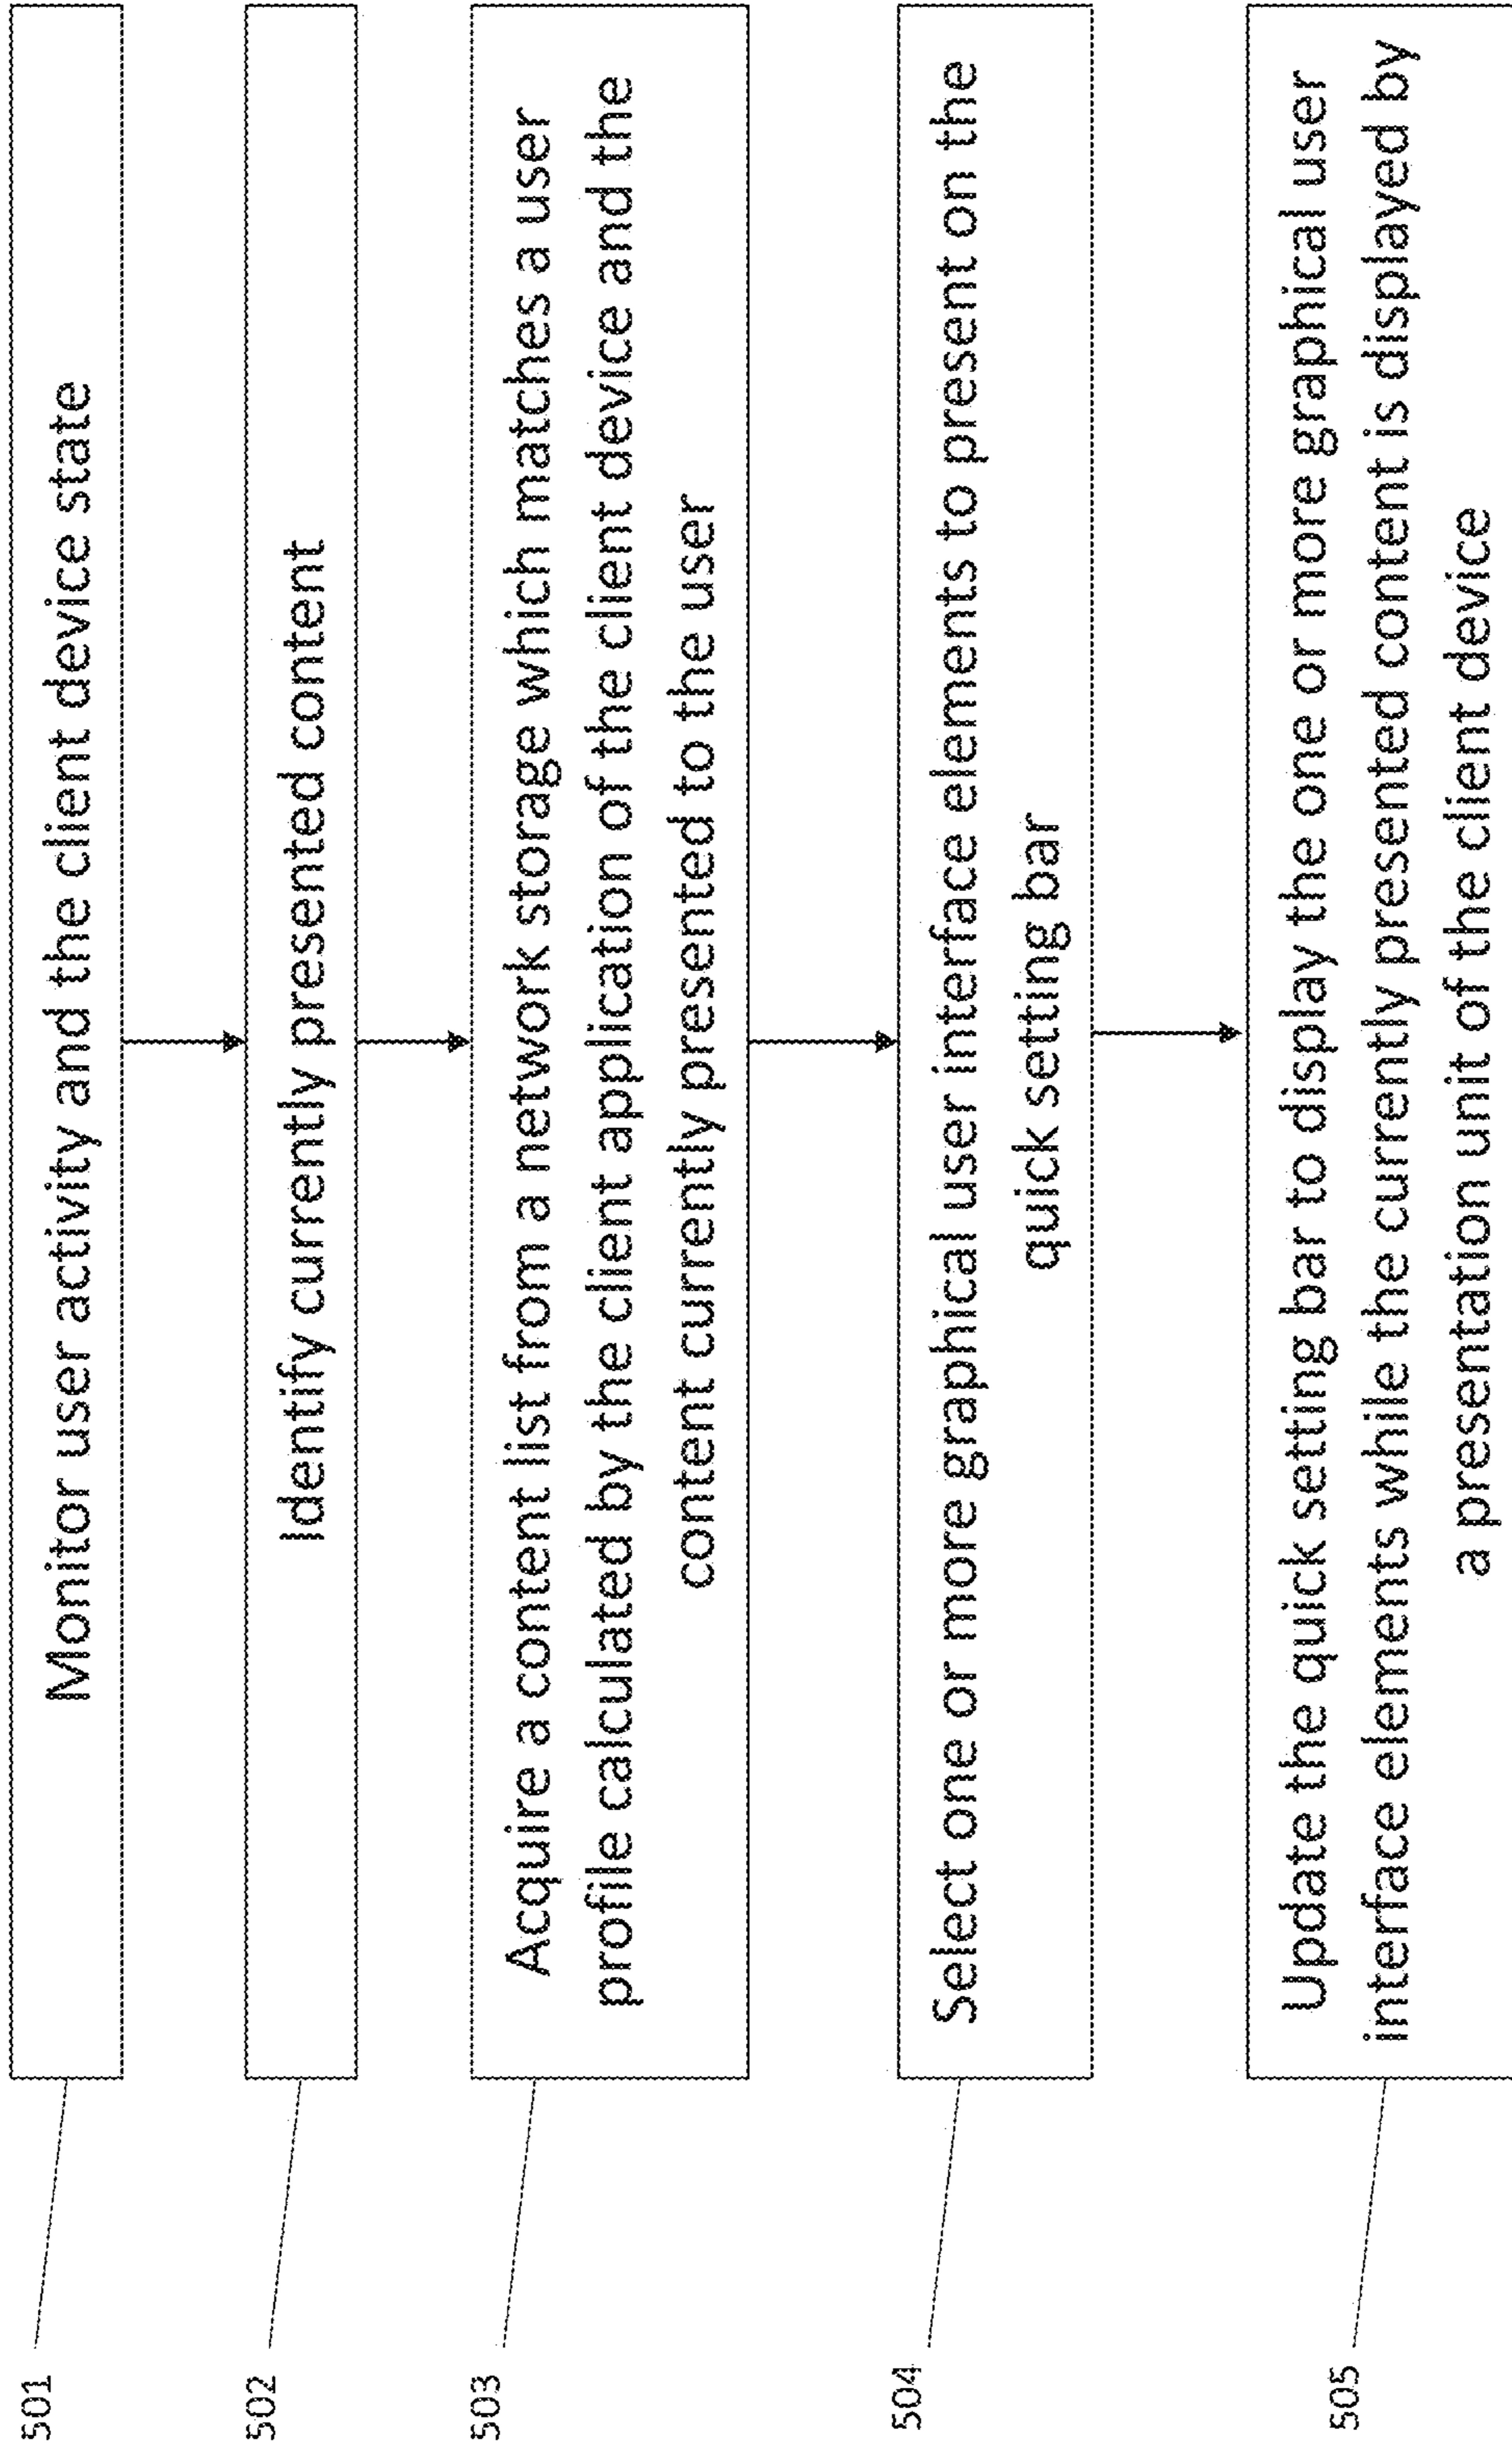 501
Monitor user activity and the client device state
502
Identify currently presented content
503
Acquire a content list from a network storage which matches a user
profile calculated by the client application of the client device and the
content currently presented to the user
504
Select one or more graphical user interface elements to present on the
quick setting bar
505
Update the quick setting bar to display the one or more graphical user
interface elements while the currently presented content is displayed by
a presentation unit of the client device